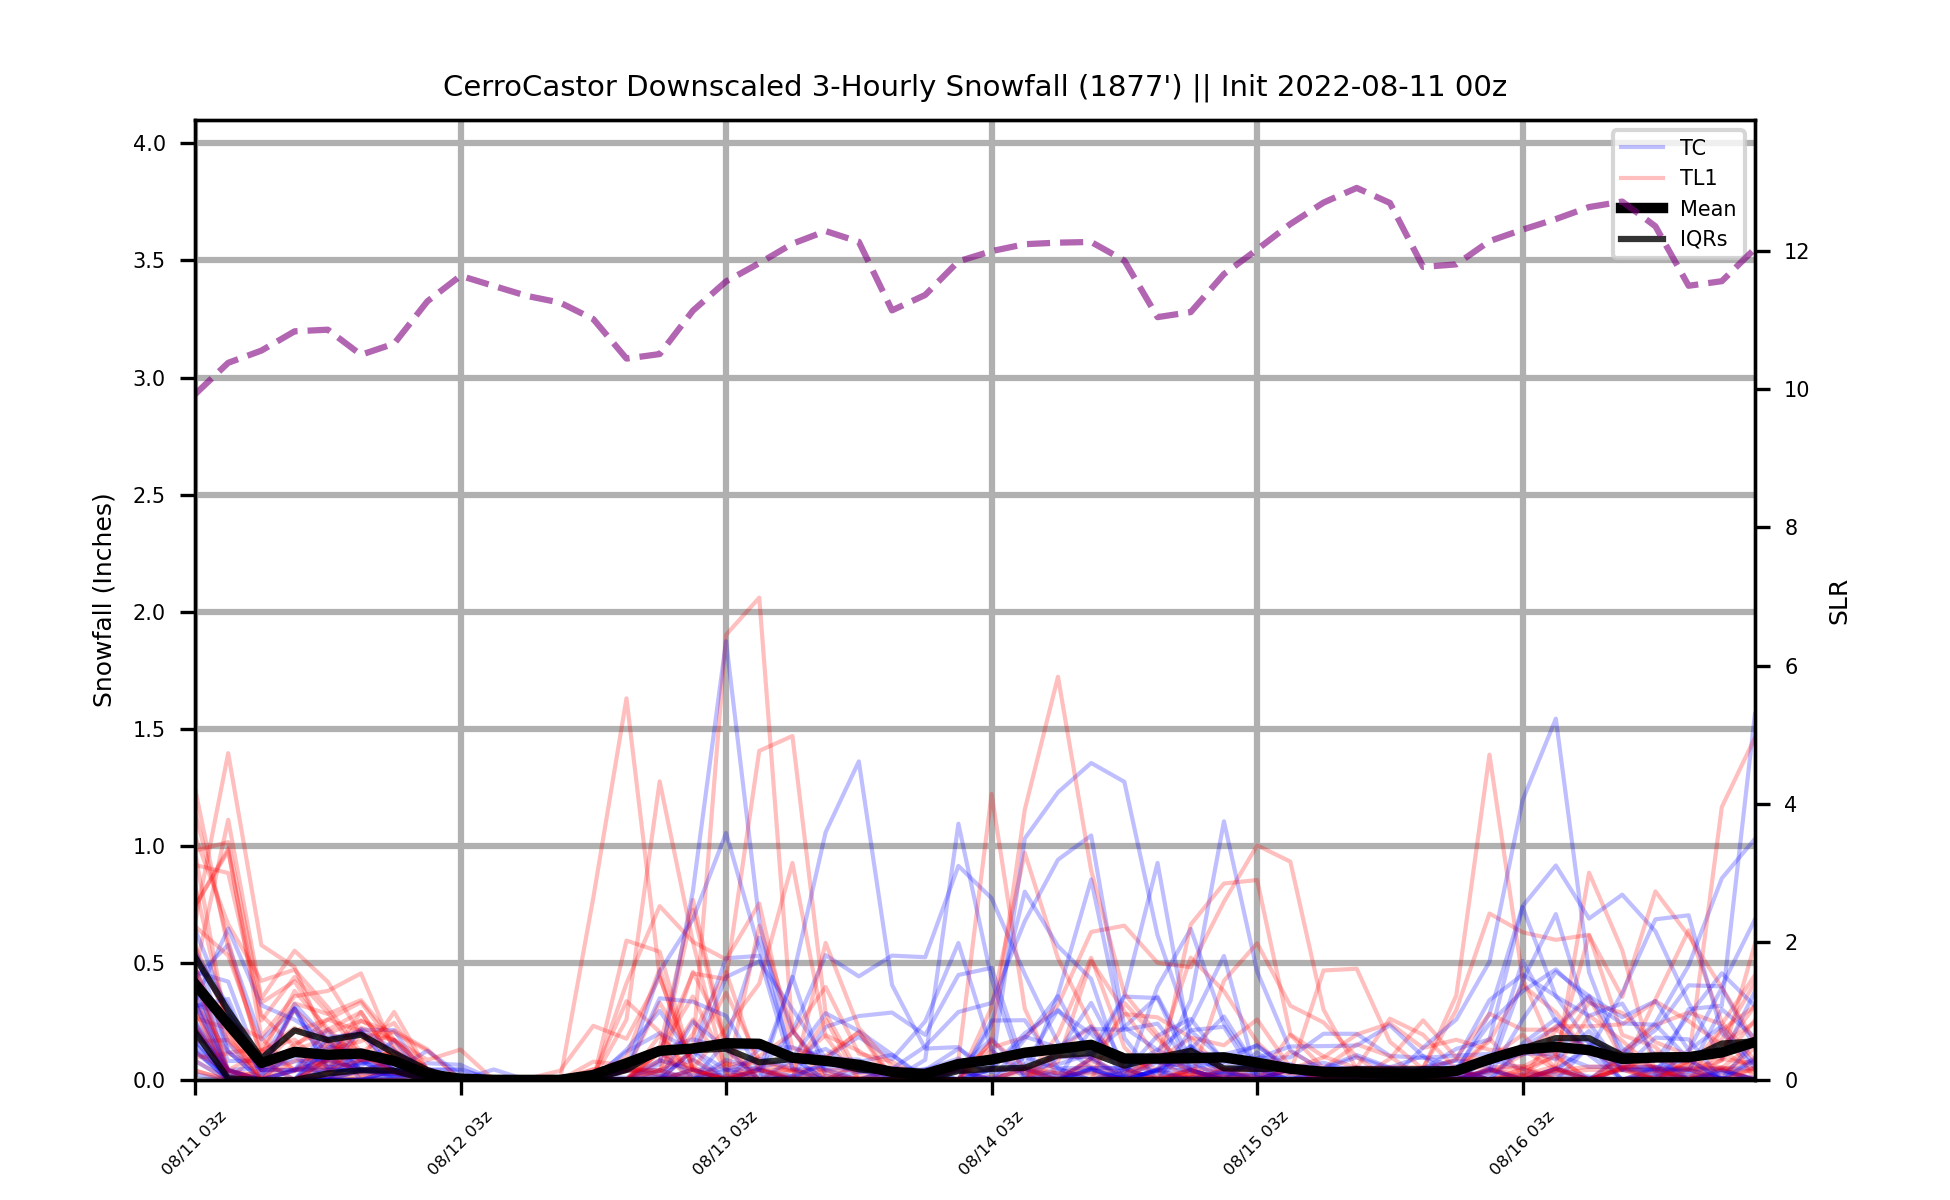 CerroCastor Downscaled 3-Hourly Snowfall (1877') || Init 2022-08-11 00z
TC
TL1
Mean
IQRs
4.0
3.5
3.0
2.5
2.0
1.5
1.0
0.5
0.0
Snowfall (Inches)
12
10
8
6
4
2
0
SLR
08/11 03z
08/12 03z
08/13 03z
08/14 03z
08/15 03z
08/16 03z